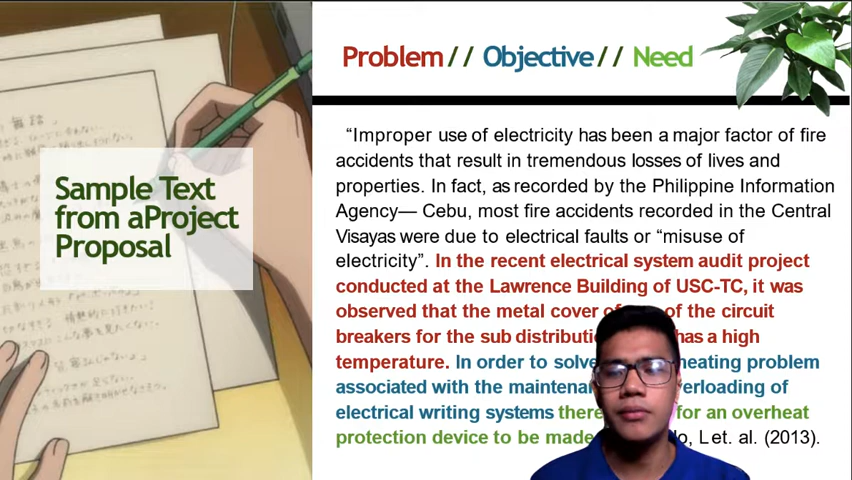 Problem // Objective // Need
Sample Text
from aProject
Proposal
“Improper use of electricity has been a major factor of fire
accidents that result in tremendous losses of lives and
properties. In fact, as recorded by the Philippine Information
Agency— Cebu, most fire accidents recorded in the Central
Visayas were due to electrical faults or “misuse of
electricity”. In the recent electrical system audit project
conducted at the Lawrence Building of USC-TC, it was
observed that the metal cover of the circuit
breakers for the sub has a high
temperature. In order to solve heating problem
associated with the of
electrical writing systems for an overheat
protection device to be made et. al. (2013).